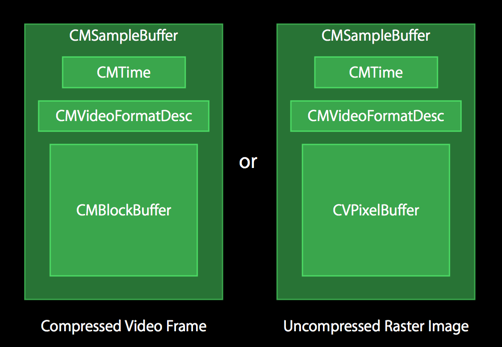 CMSampleBuffer
CMTime
CMVideoFormatDesc
CMBlockBuffer
Compressed Video Frame
or
CMSampleBuffer
CMTime
CMVideoFormatDesc
CVPixelBuffer
Uncompressed Raster Image